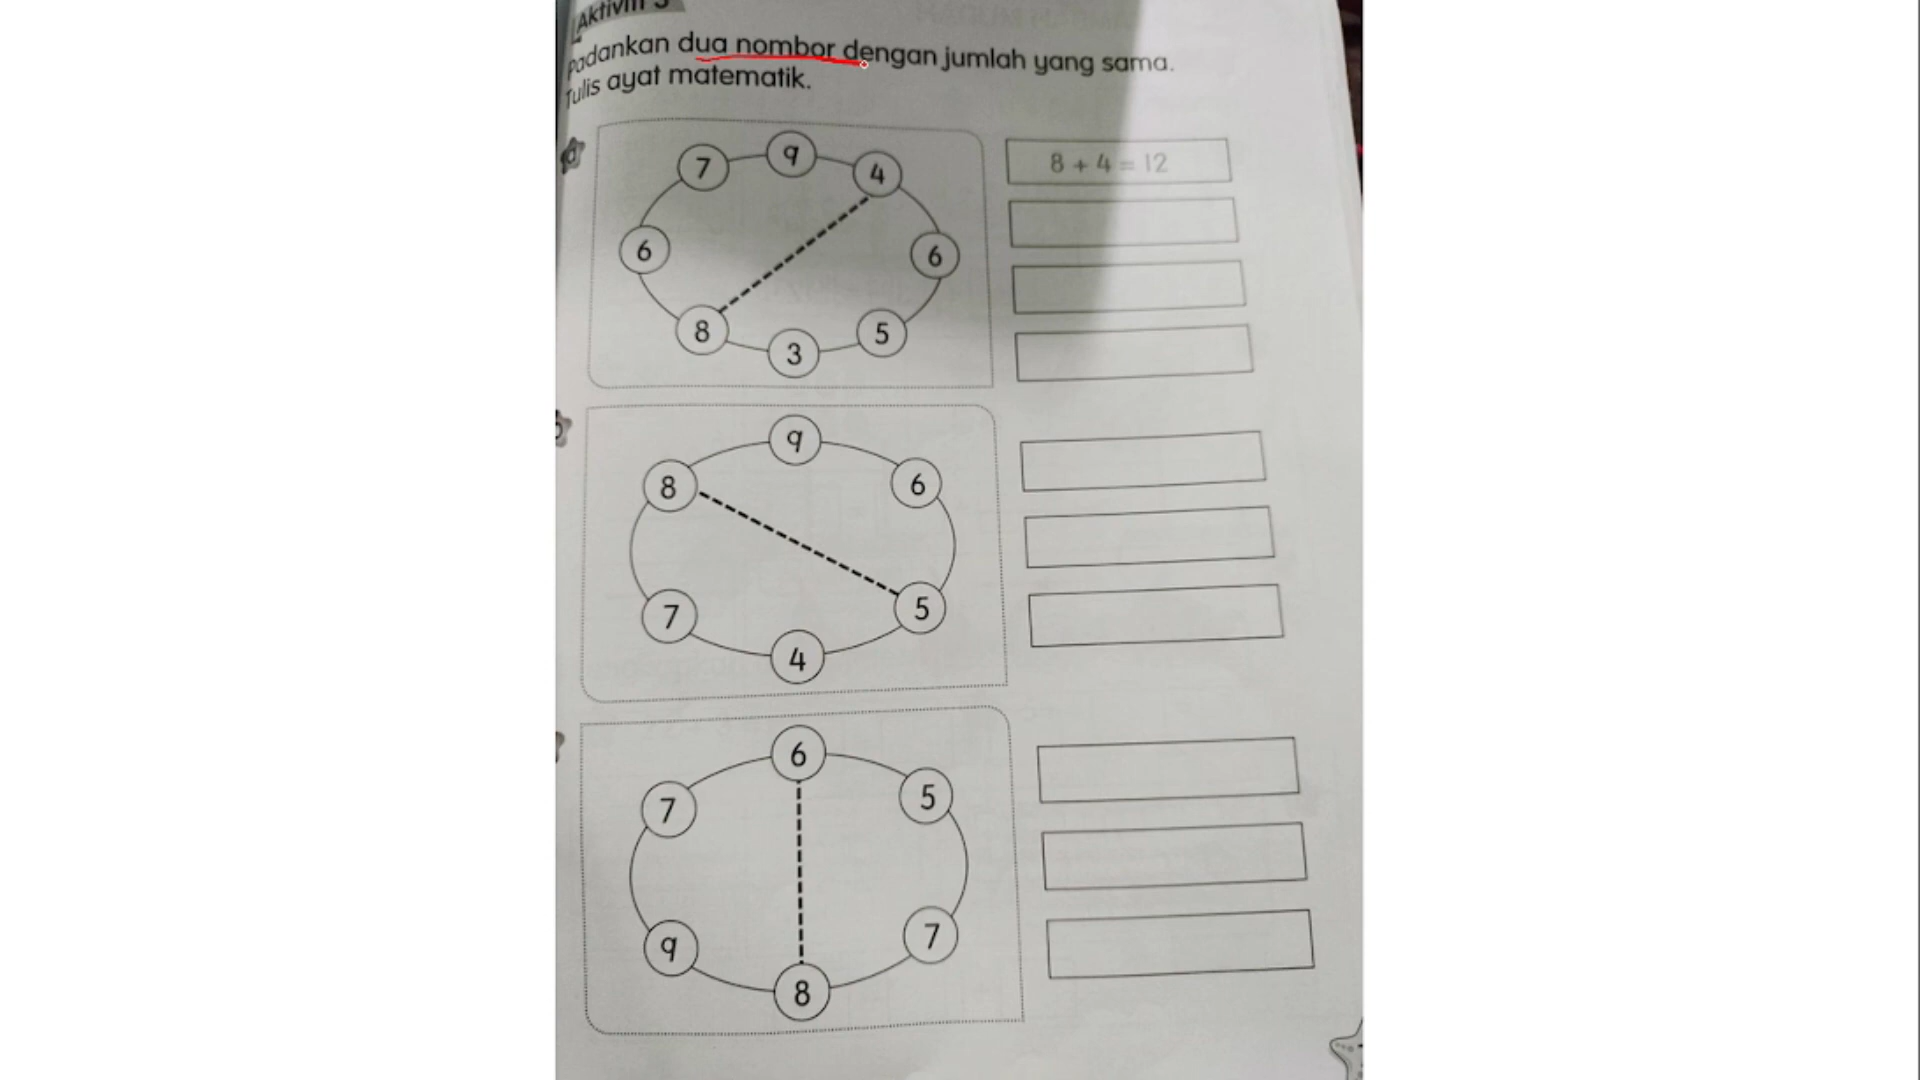 Aktiviti 3
Padankan dua nombor dengan jumlah yang sama.
Tulis ayat matematik.
a
7 9 4
6 6
8 3 5
8 + 4 = 12
b
9
8 6
7 5
4
6
7 5
9 7
8